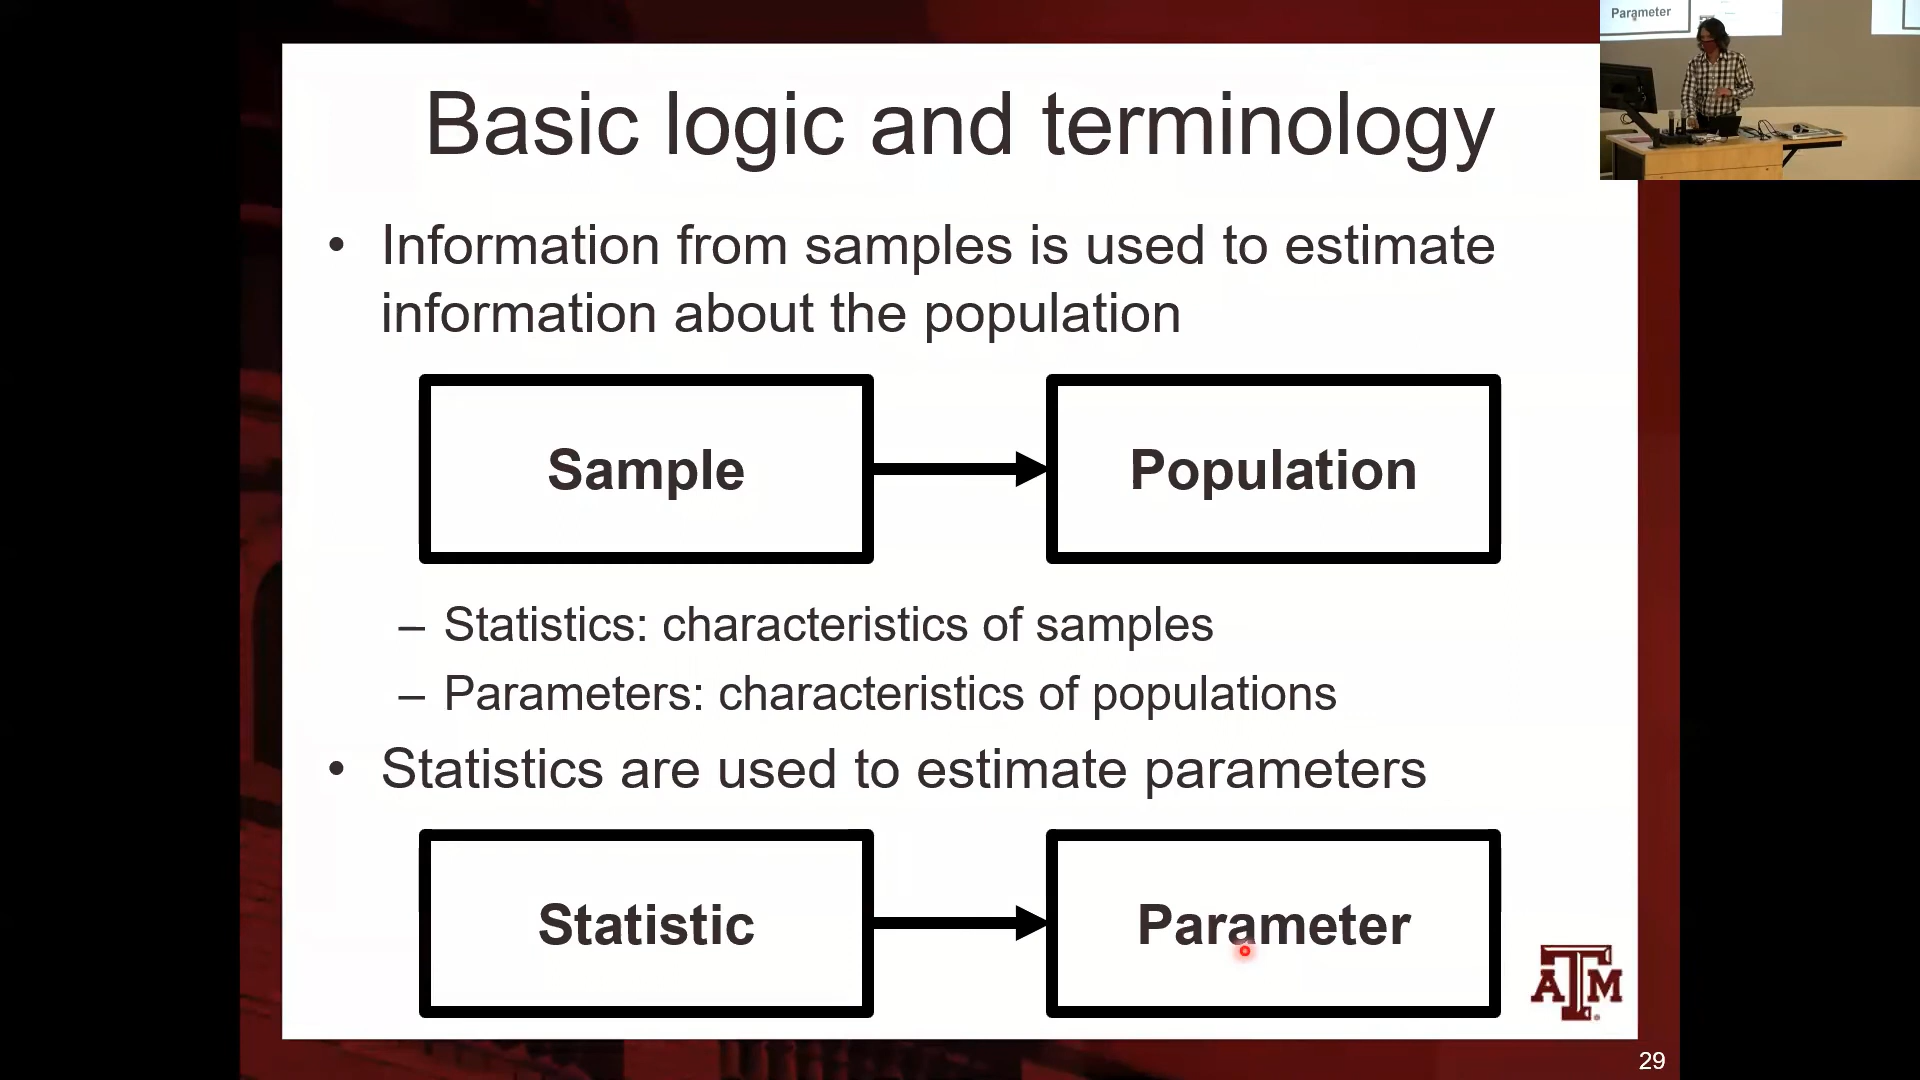 Basic logic and terminology
• Information from samples is used to estimate
information about the population
Sample
Population
– Statistics: characteristics of samples
– Parameters: characteristics of populations
• Statistics are used to estimate parameters
Statistic
Parameter
ATM
29
Parameter